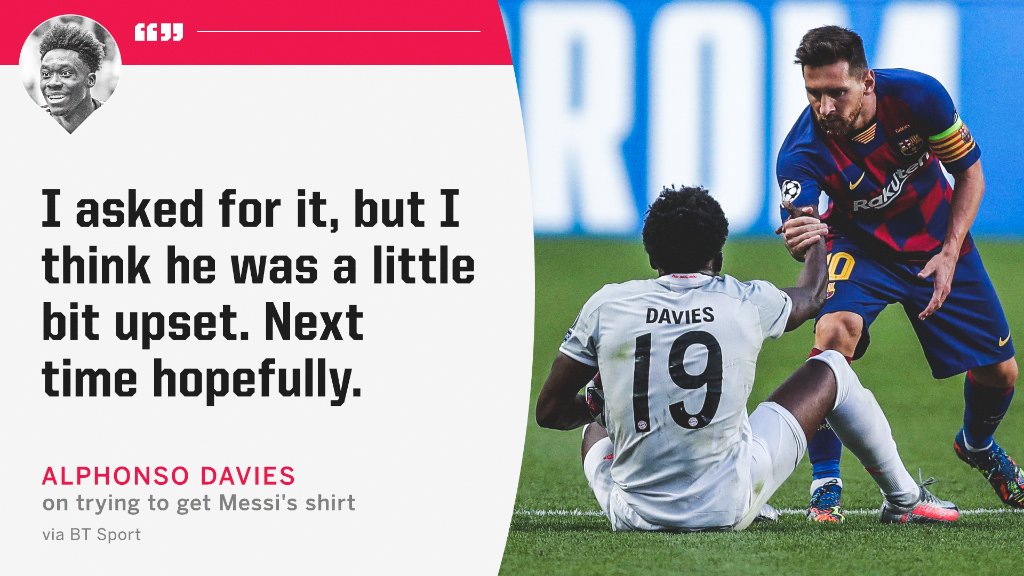 I asked for it, but I
think he was a little
bit upset. Next
time hopefully.
ALPHONSO DAVIES
on trying to get Messi's shirt
via BT Sport
ROM
DAVIES
19
Rakuten
10